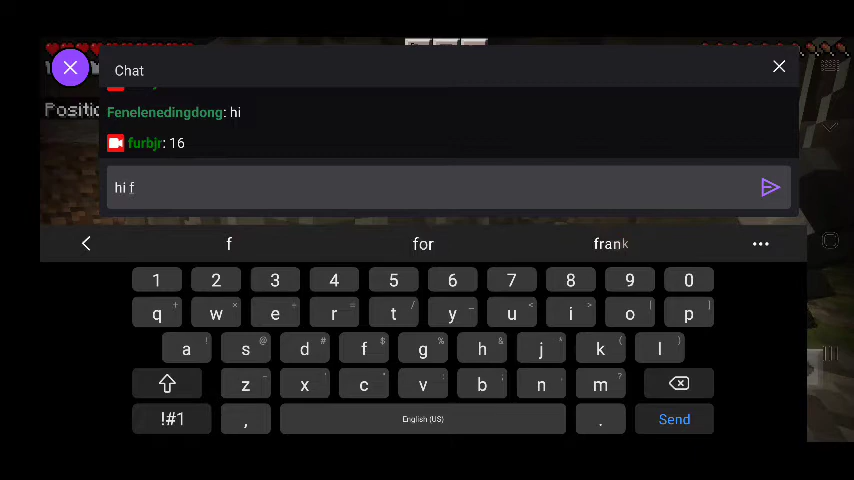 Chat
Positio
Fenelenedingdong: hi
furbjr: 16
hi f
f for frank
1 2 3 4 5 6 7 8 9 0
q + w × e ÷ r = t / y _ u < i > o [ p ]
a ! s @ d # f $ g % h & j * k ( l )
z - x ' c " v : b ; n , m ?
!#1 , English (US) . Send